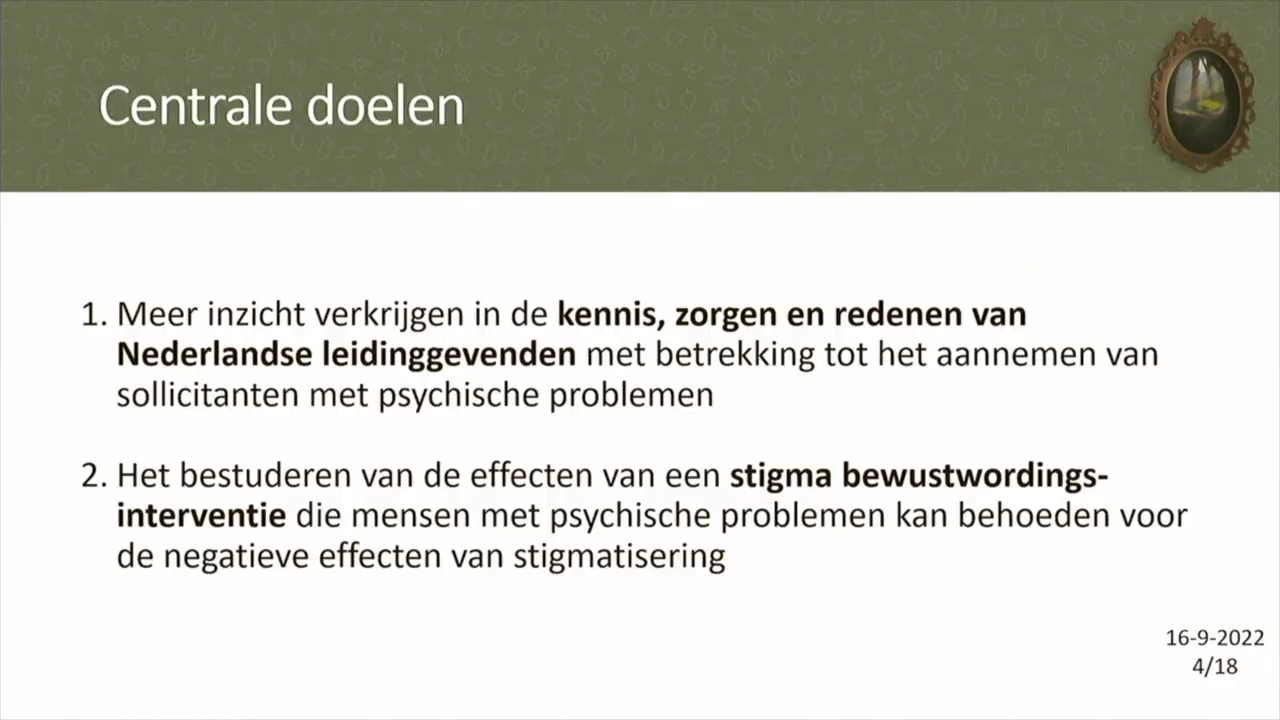 Centrale doelen
1. Meer inzicht verkrijgen in de kennis, zorgen en redenen van
Nederlandse leidinggevenden met betrekking tot het aannemen van
sollicitanten met psychische problemen
2. Het bestuderen van de effecten van een stigma bewustwordings-
interventie die mensen met psychische problemen kan behoeden voor
de negatieve effecten van stigmatisering
16-9-2022
4/18